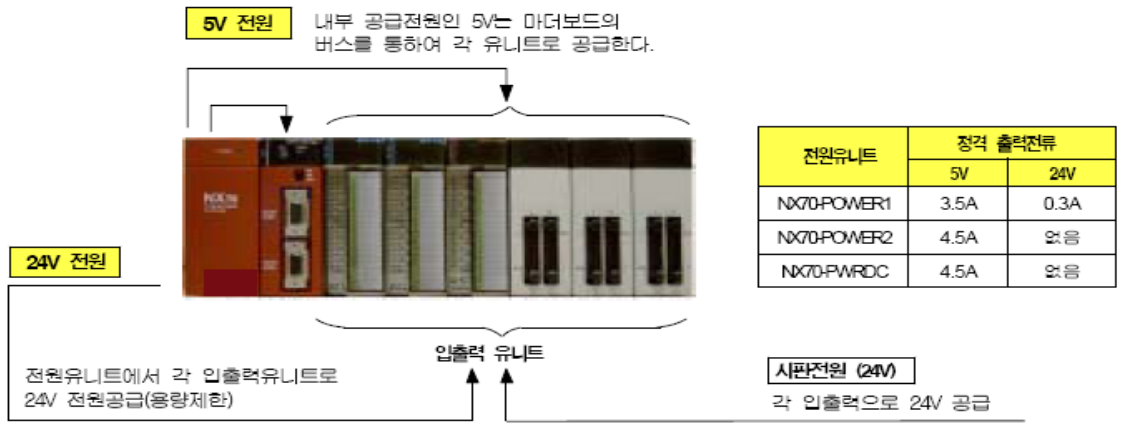 5V 전원
내부 공급전원인 5V는 마더보드의
버스를 통하여 각 유니트로 공급한다.
전원유니트 정격 출력전류
5V 24V
NX70-POWER1 3.5A 0.3A
NX70-POWER2 4.5A 없음
NX70-PWRDC 4.5A 없음
24V 전원
전원유니트에서 각 입출력유니트로
24V 전원공급(용량제한)
입출력 유니트
시판전원 (24V)
각 입출력으로 24V 공급